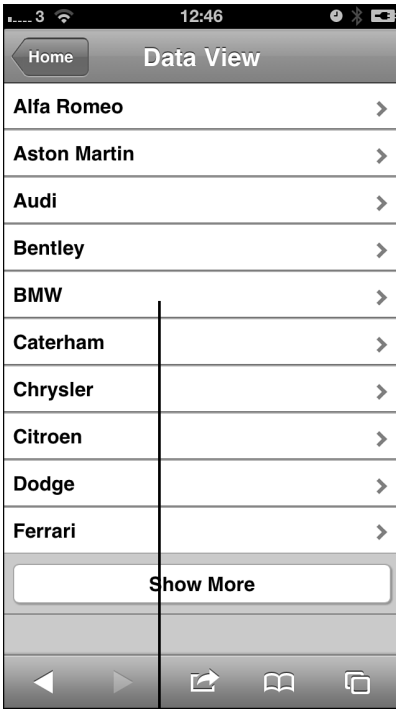 3 12:46
Home Data View
Alfa Romeo
Aston Martin
Audi
Bentley
BMW
Caterham
Chrysler
Citroen
Dodge
Ferrari
Show More